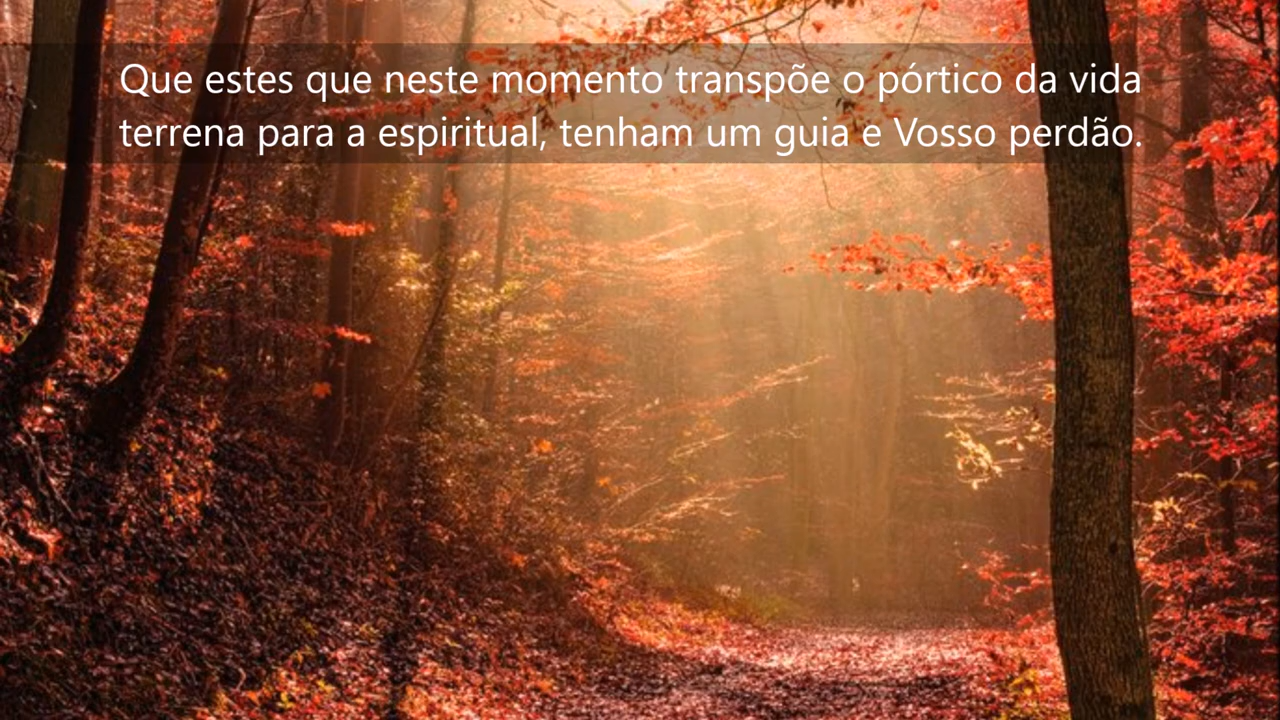 Que estes que neste momento transpõe o pórtico da vida
terrena para a espiritual, tenham um guia e Vosso perdão.